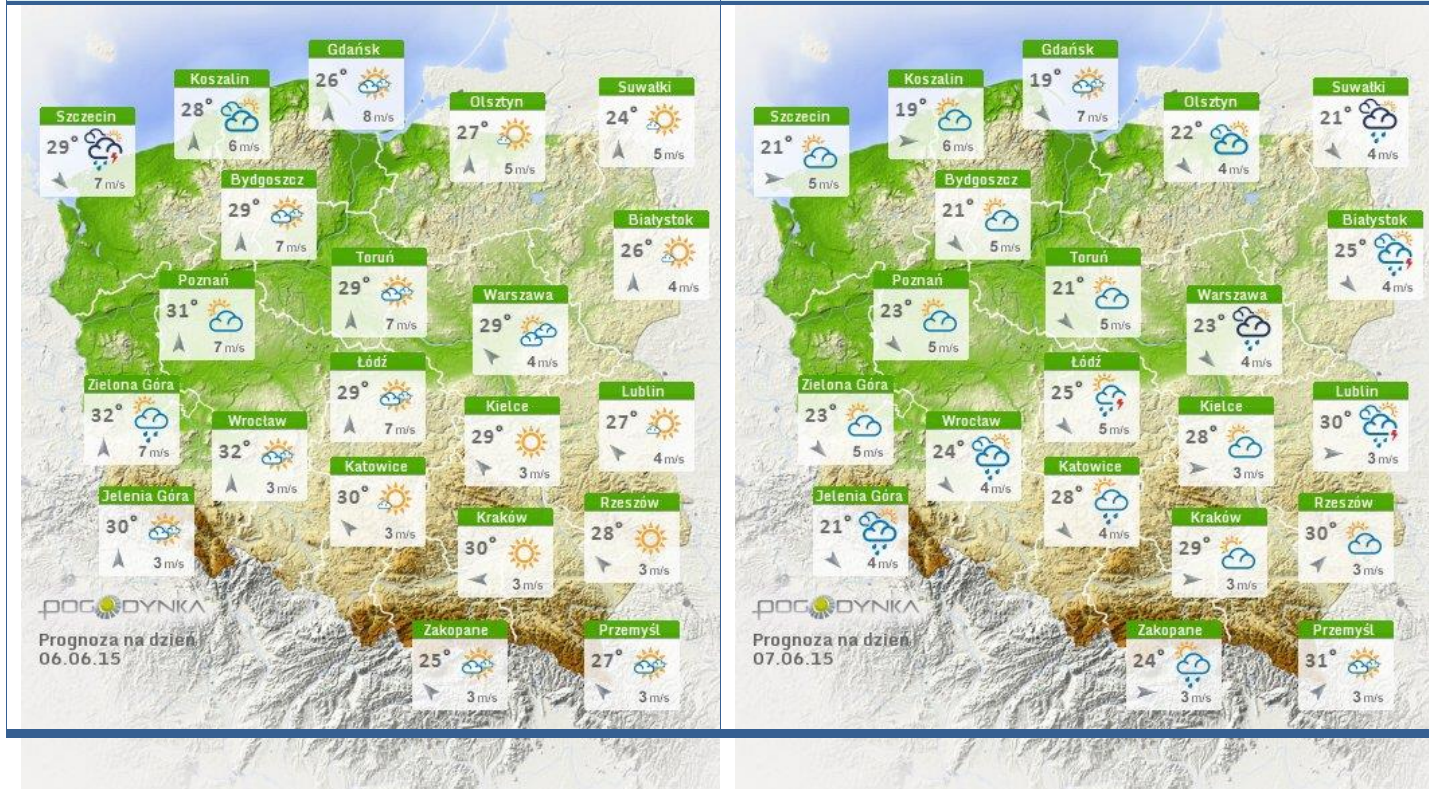 Gdańsk
26°
8 m/s
Koszalin
28°
6 m/s
Suwałki
24°
5 m/s
Olsztyn
27°
5 m/s
Szczecin
29°
7 m/s
Bydgoszcz
29°
7 m/s
Białystok
26°
4 m/s
Toruń
29°
7 m/s
Poznań
31°
7 m/s
Warszawa
29°
4 m/s
Łódź
29°
7 m/s
Zielona Góra
32°
7 m/s
Lublin
27°
4 m/s
Kielce
29°
3 m/s
Wrocław
32°
3 m/s
Katowice
30°
3 m/s
Jelenia Góra
30°
3 m/s
Rzeszów
28°
3 m/s
Kraków
30°
3 m/s
POGODYNKA
Prognoza na dzień
06.06.15
Zakopane
25°
3 m/s
Przemyśl
27°
3 m/s
Gdańsk
19°
7 m/s
Koszalin
19°
6 m/s
Suwałki
21°
4 m/s
Olsztyn
22°
4 m/s
Szczecin
21°
5 m/s
Bydgoszcz
21°
5 m/s
Białystok
25°
4 m/s
Toruń
21°
5 m/s
Poznań
23°
5 m/s
Warszawa
23°
4 m/s
Łódź
25°
5 m/s
Zielona Góra
23°
5 m/s
Lublin
30°
3 m/s
Kielce
28°
3 m/s
Wrocław
24°
4 m/s
Katowice
28°
4 m/s
Jelenia Góra
21°
4 m/s
Rzeszów
30°
3 m/s
Kraków
29°
3 m/s
POGODYNKA
Prognoza na dzień
07.06.15
Zakopane
24°
3 m/s
Przemyśl
31°
3 m/s